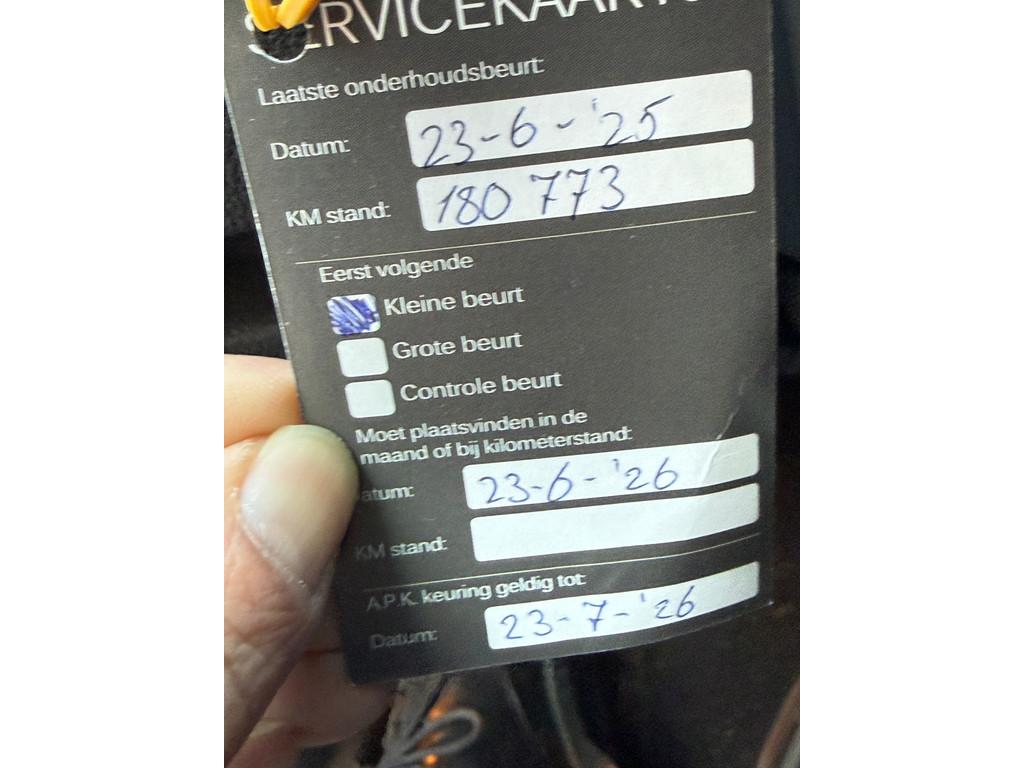 SERVICEKAART
Laatste onderhoudsbeurt:
Datum: 23-6-'25
KM stand: 180 773
Eerst volgende
Kleine beurt
Grote beurt
Controle beurt
Moet plaatsvinden in de
maand of bij kilometerstand:
atum: 23-6-'26
KM stand:
A.P.K. keuring geldig tot:
Datum: 23-7-'26